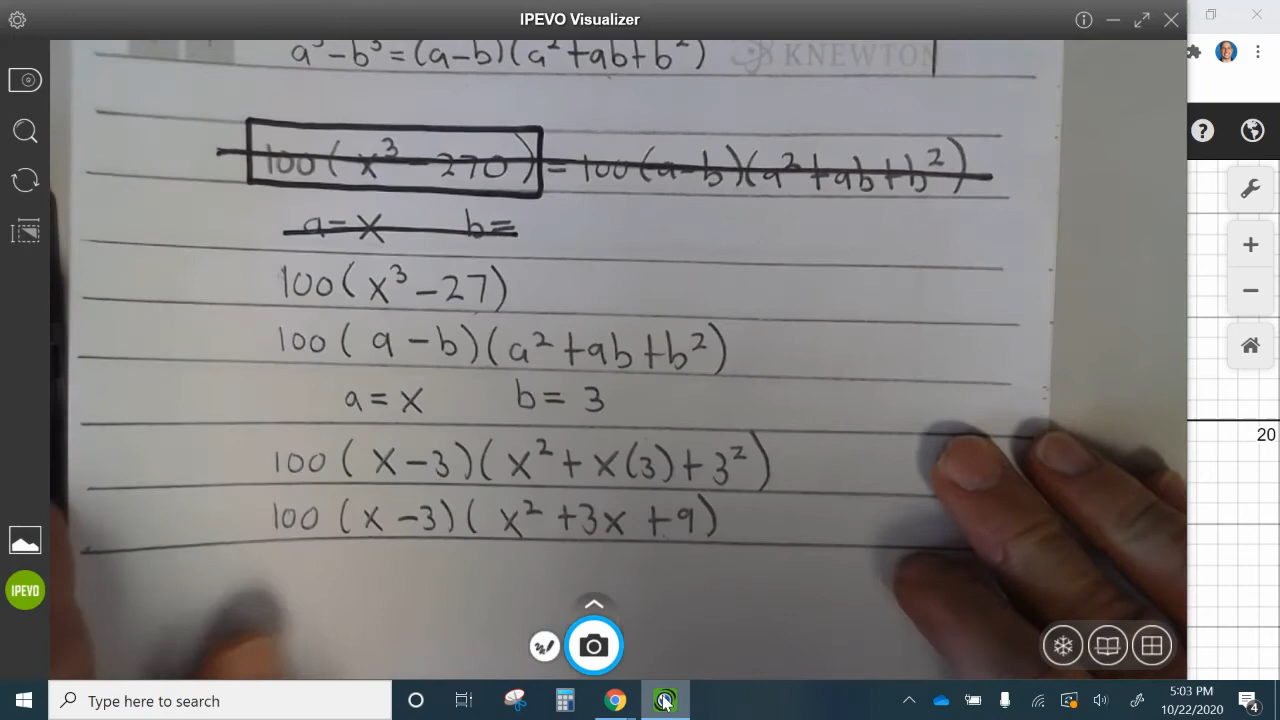 IPEVO Visualizer
a³-b³=(a-b)(a²+ab+b²)
KNEWTON
100(x³-270)=100(a-b)(a²+ab+b²)
a=x b=
100(x³-27)
100(a-b)(a²+ab+b²)
a=x b=3
100(x-3)(x²+x(3)+3²)
100(x-3)(x²+3x+9)
20
IPEVO
Type here to search
5:03 PM
10/22/2020
4